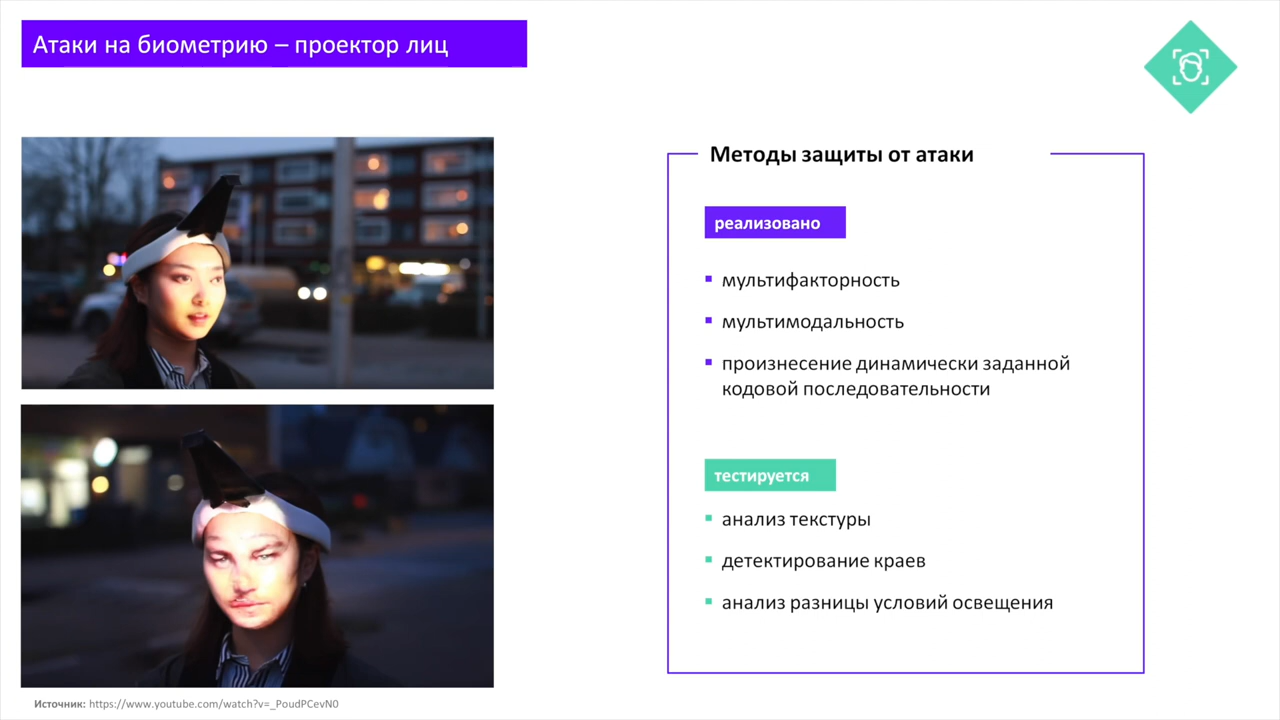 Атаки на биометрию – проектор лиц
Методы защиты от атаки
реализовано
мультифакторность
мультимодальность
произнесение динамически заданной
кодовой последовательности
тестируется
анализ текстуры
детектирование краев
анализ разницы условий освещения
Источник: https://www.youtube.com/watch?v=_PoudPCevN0